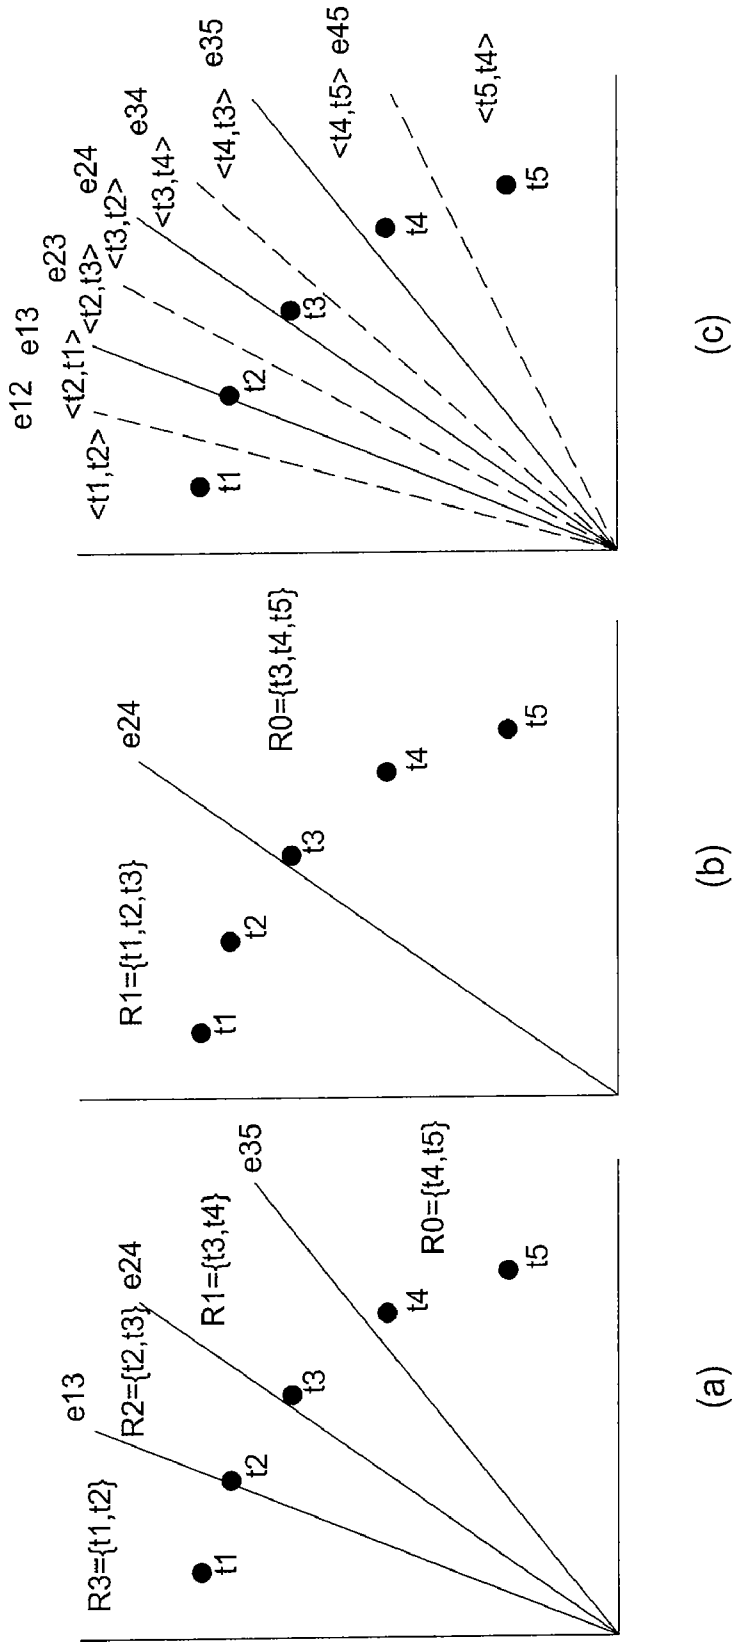 R3={t1,t2}
e13
R2={t2,t3}
e24
R1={t3,t4}
e35
R0={t4,t5}
t1
t2
t3
t4
t5
(a)
R1={t1,t2,t3}
e24
R0={t3,t4,t5}
t1
t2
t3
t4
t5
(b)
<t1,t2>
e12
<t2,t1>
e13
<t2,t3>
e23
<t3,t2>
e24
<t3,t4>
e34
<t4,t3>
e35
<t4,t5>
e45
<t5,t4>
t1
t2
t3
t4
t5
(c)